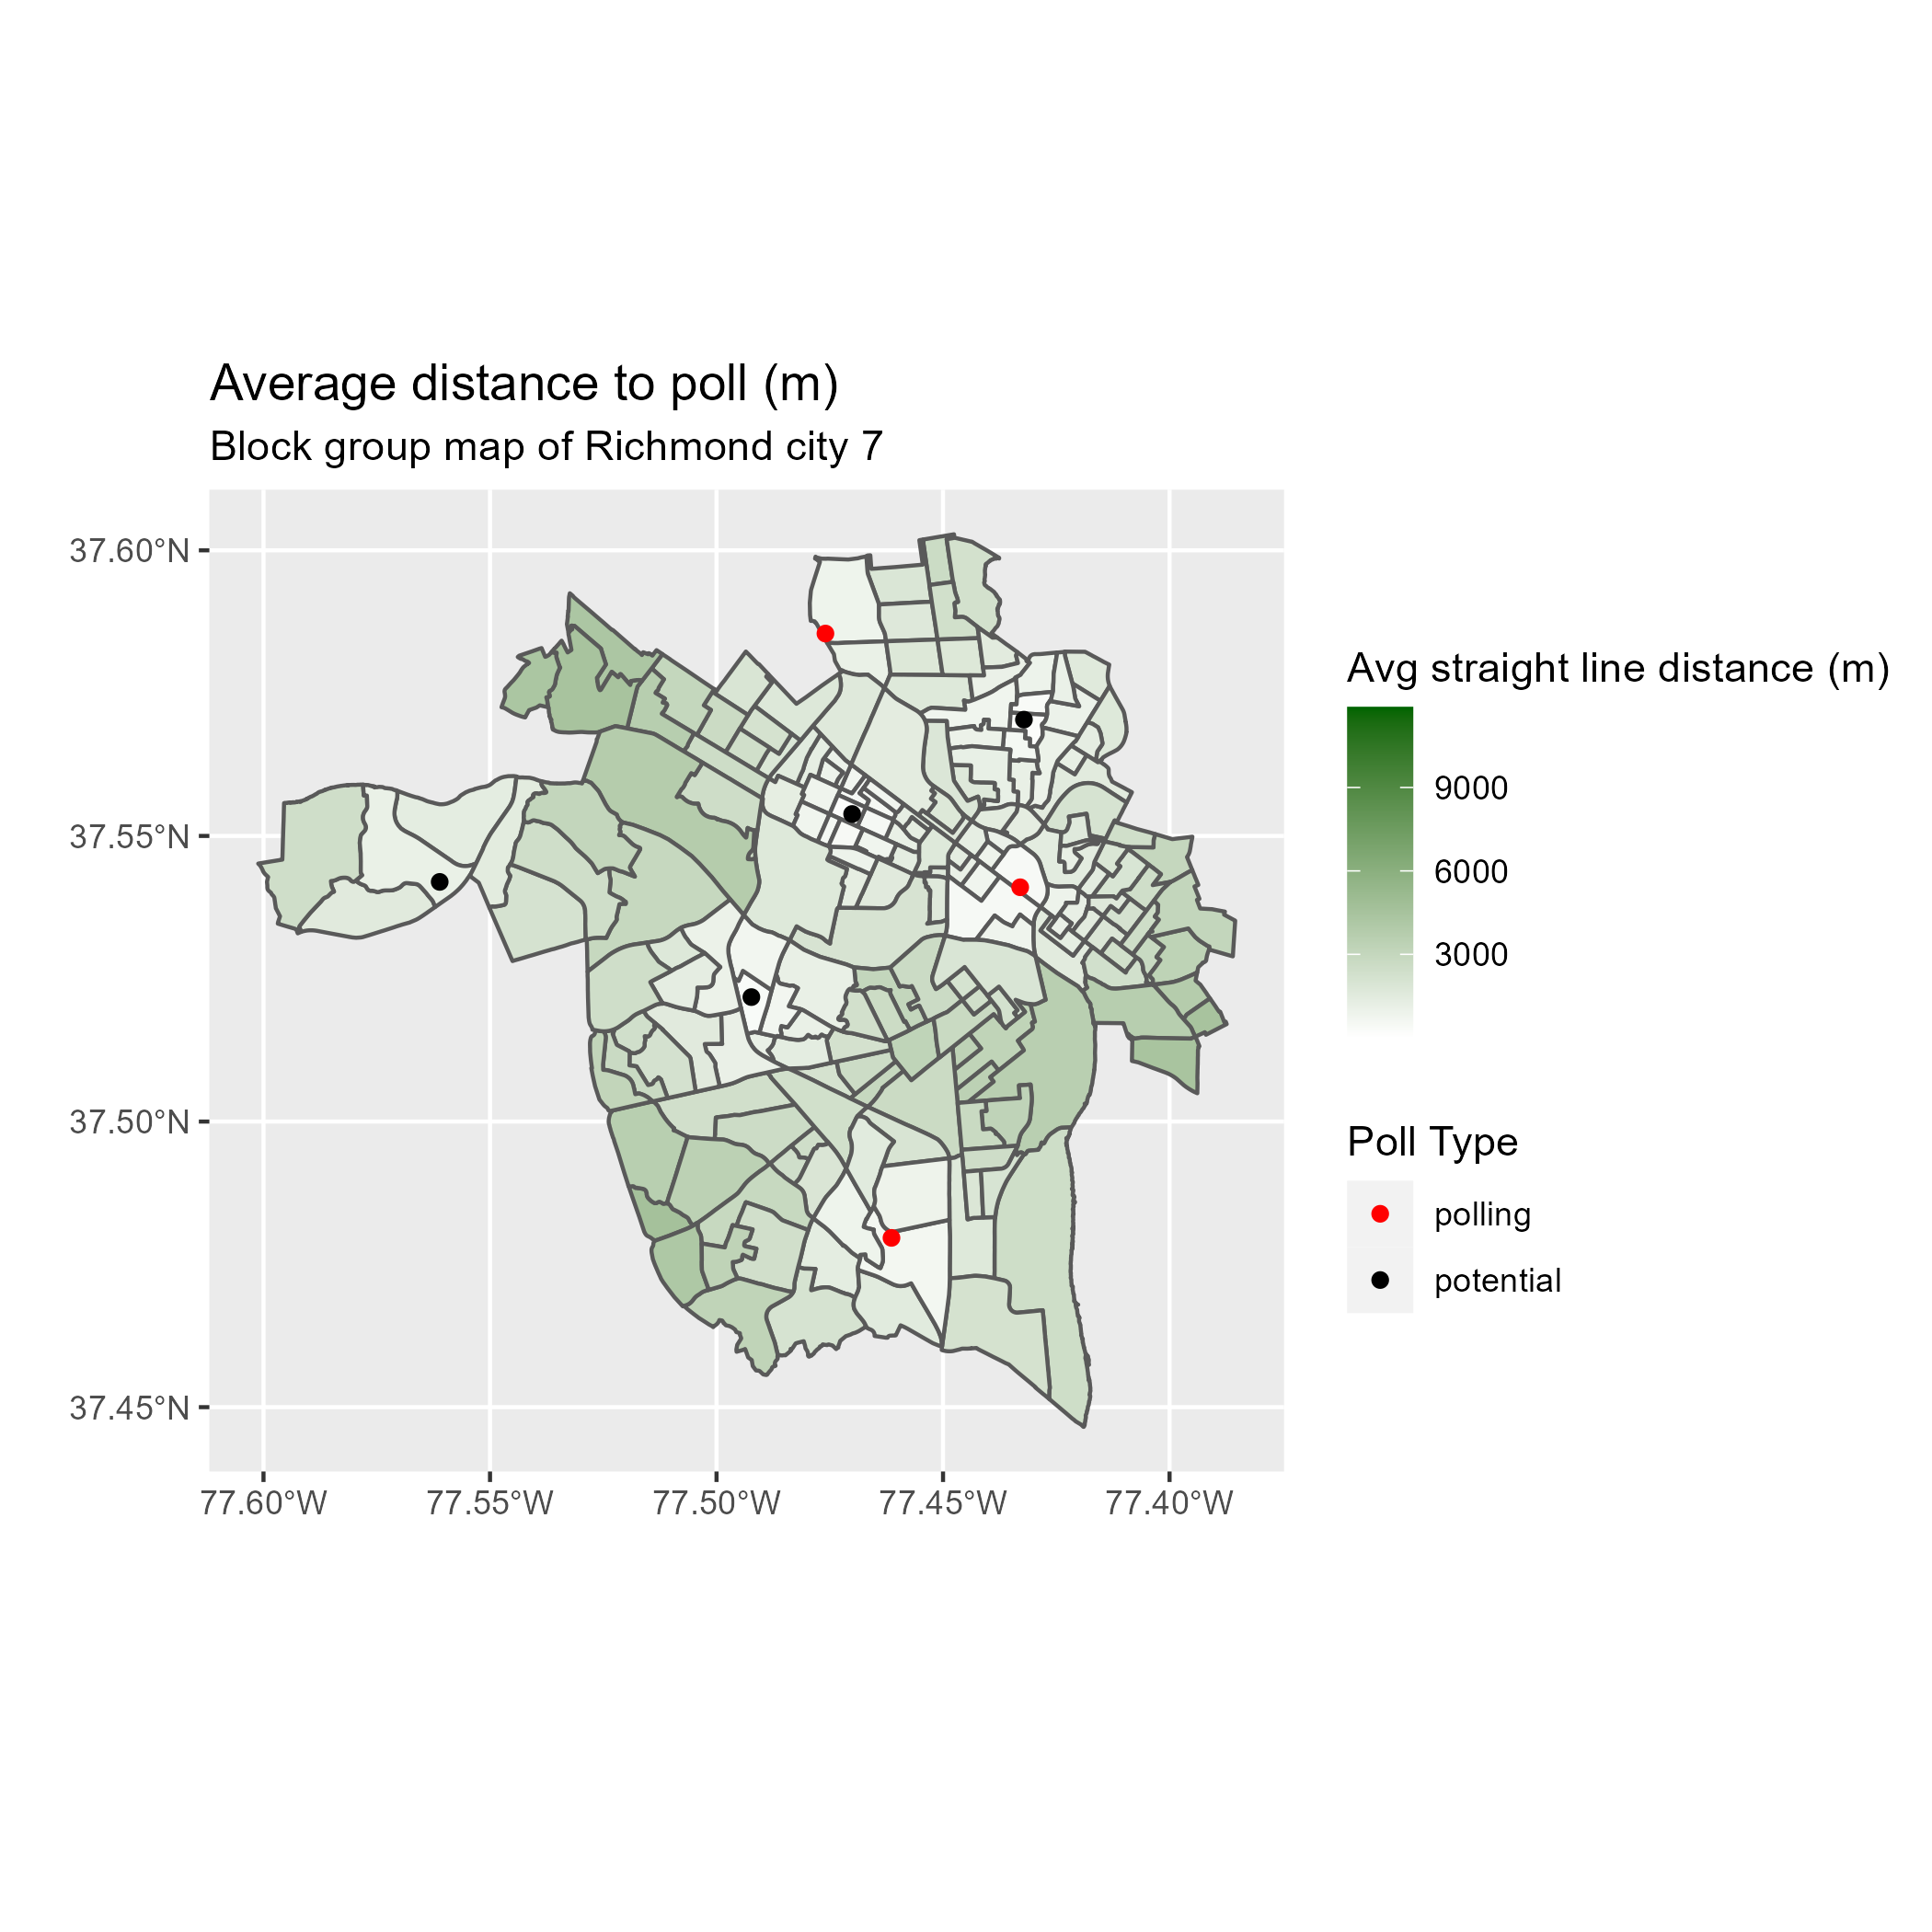 Average distance to poll (m)
Block group map of Richmond city 7
37.60°N
37.55°N
37.50°N
37.45°N
77.60°W
77.55°W
77.50°W
77.45°W
77.40°W
Avg straight line distance (m)
9000
6000
3000
Poll Type
polling
potential